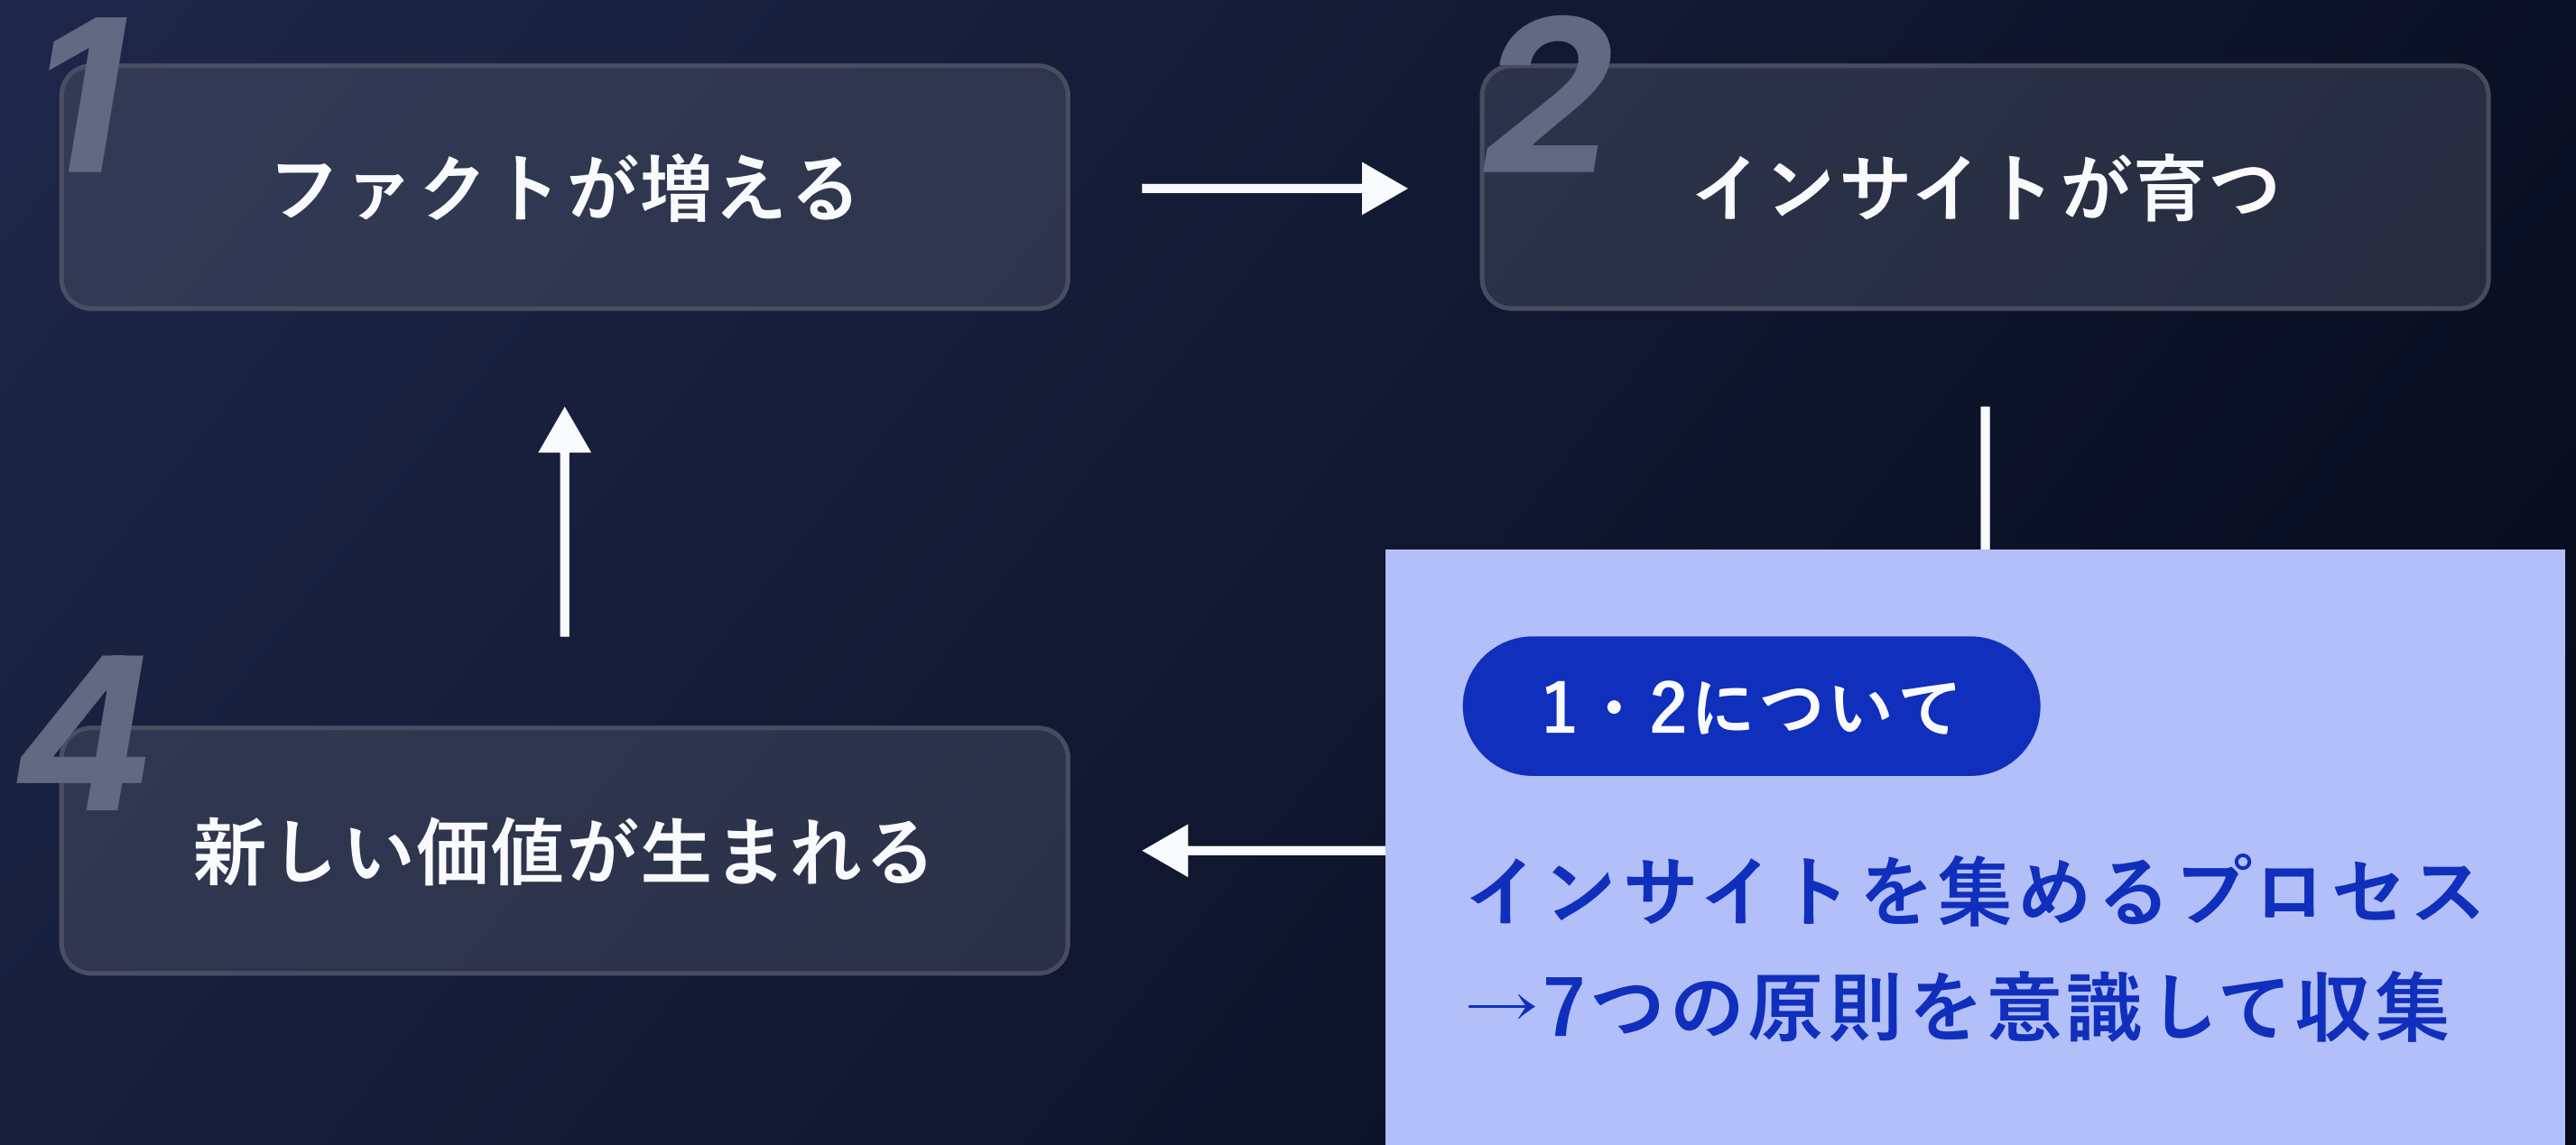 1
ファクトが増える
2
インサイトが育つ
4
新しい価値が生まれる
1・2について
インサイトを集めるプロセス
→7つの原則を意識して収集